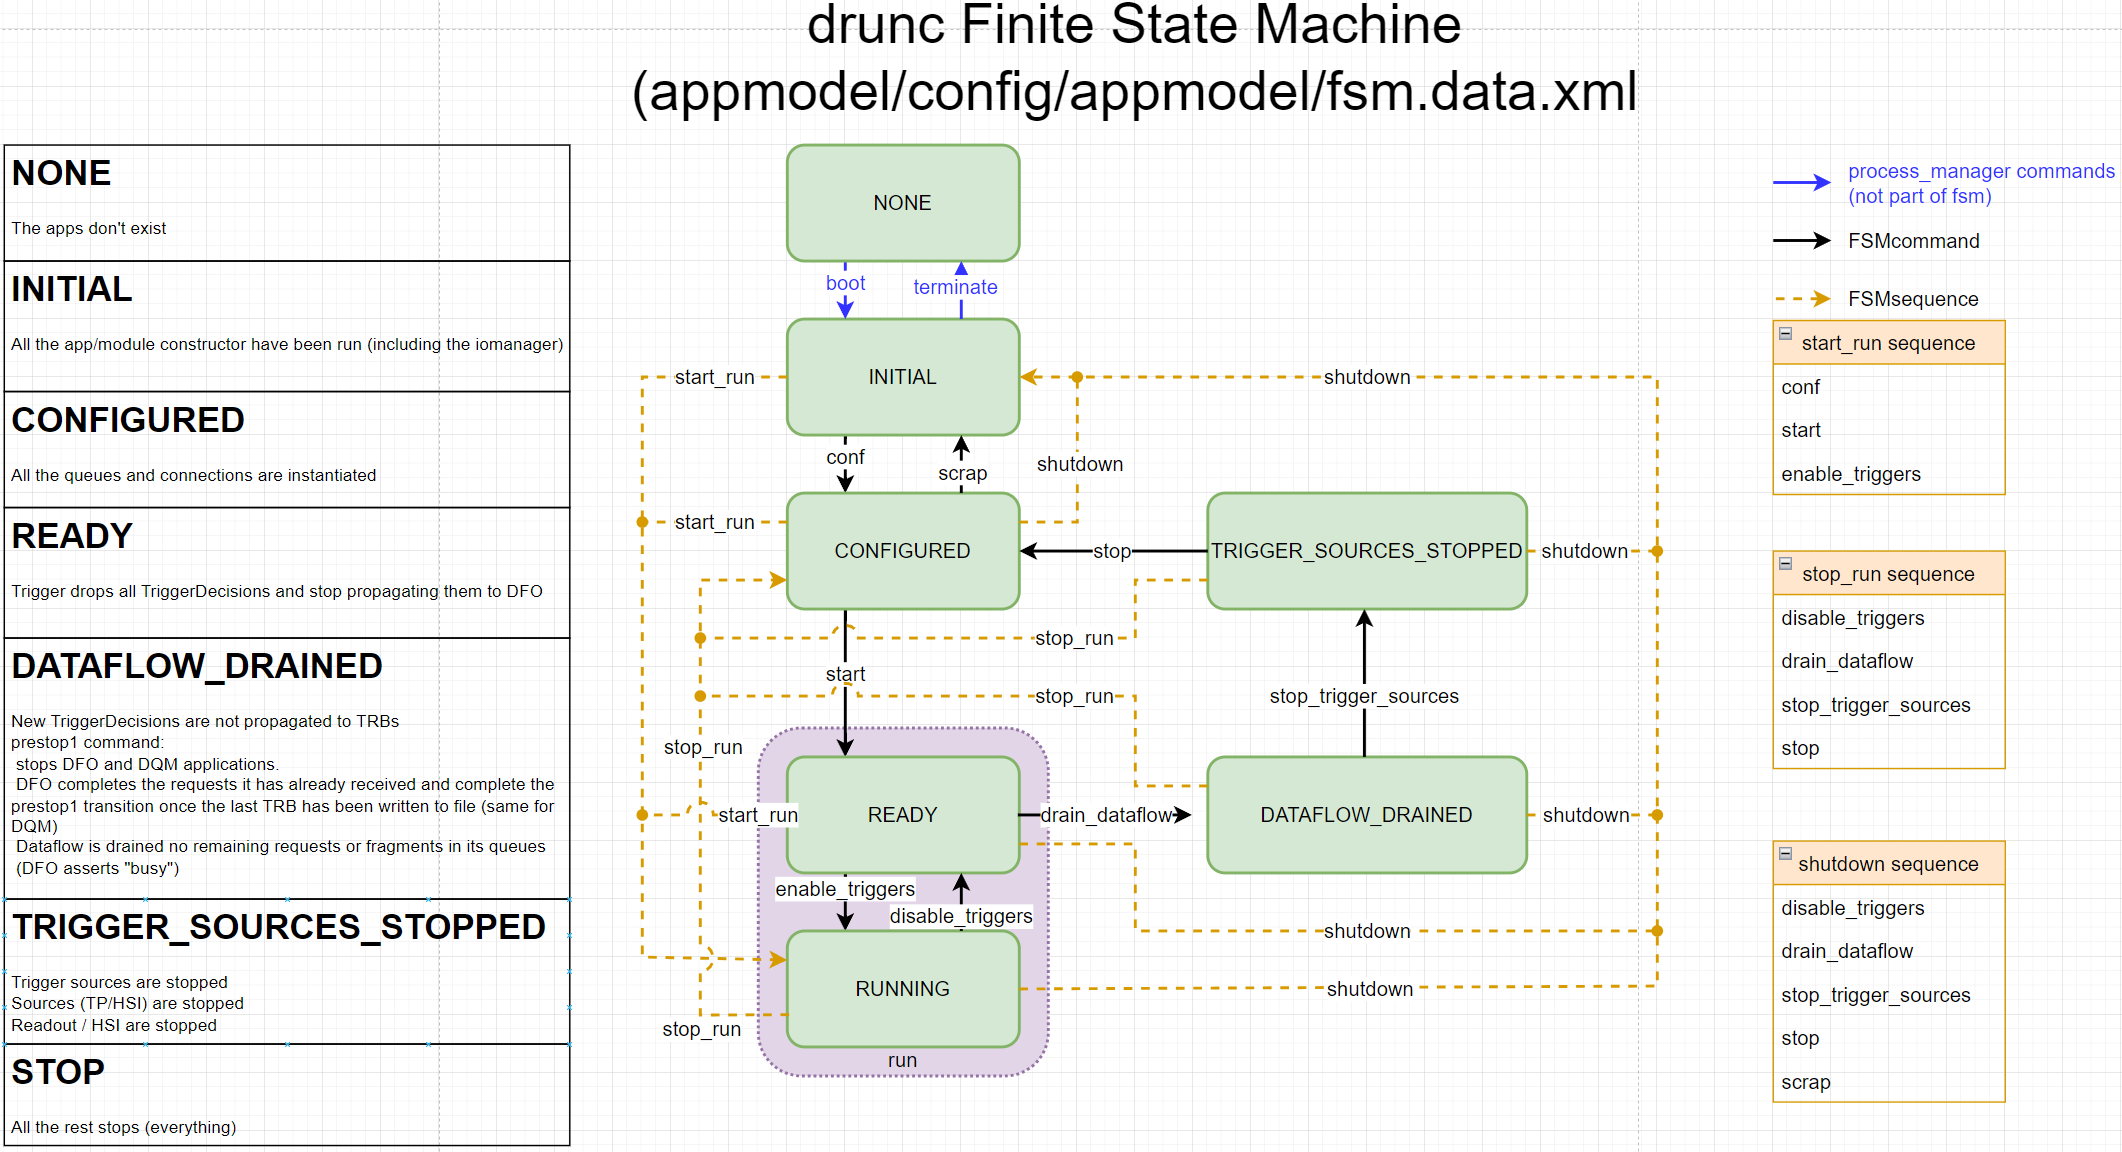 drunc Finite State Machine
(appmodel/config/appmodel/fsm.data.xml
NONE
The apps don't exist
INITIAL
All the app/module constructor have been run (including the iomanager)
CONFIGURED
All the queues and connections are instantiated
READY
Trigger drops all TriggerDecisions and stop propagating them to DFO
DATAFLOW_DRAINED
New TriggerDecisions are not propagated to TRBs
prestop1 command:
stops DFO and DQM applications.
DFO completes the requests it has already received and complete the
prestop1 transition once the last TRB has been written to file (same for
DQM)
Dataflow is drained no remaining requests or fragments in its queues
(DFO asserts "busy")
TRIGGER_SOURCES_STOPPED
Trigger sources are stopped
Sources (TP/HSI) are stopped
Readout / HSI are stopped
STOP
All the rest stops (everything)
NONE
boot
terminate
start_run
INITIAL
shutdown
conf
scrap
shutdown
start_run
CONFIGURED
stop
TRIGGER_SOURCES_STOPPED
shutdown
stop_run
start
stop_run
stop_trigger_sources
stop_run
start_run
READY
drain_dataflow
DATAFLOW_DRAINED
shutdown
enable_triggers
disable_triggers
shutdown
RUNNING
shutdown
stop_run
run
process_manager commands
(not part of fsm)
FSMcommand
FSMsequence
start_run sequence
conf
start
enable_triggers
stop_run sequence
disable_triggers
drain_dataflow
stop_trigger_sources
stop
shutdown sequence
disable_triggers
drain_dataflow
stop_trigger_sources
stop
scrap